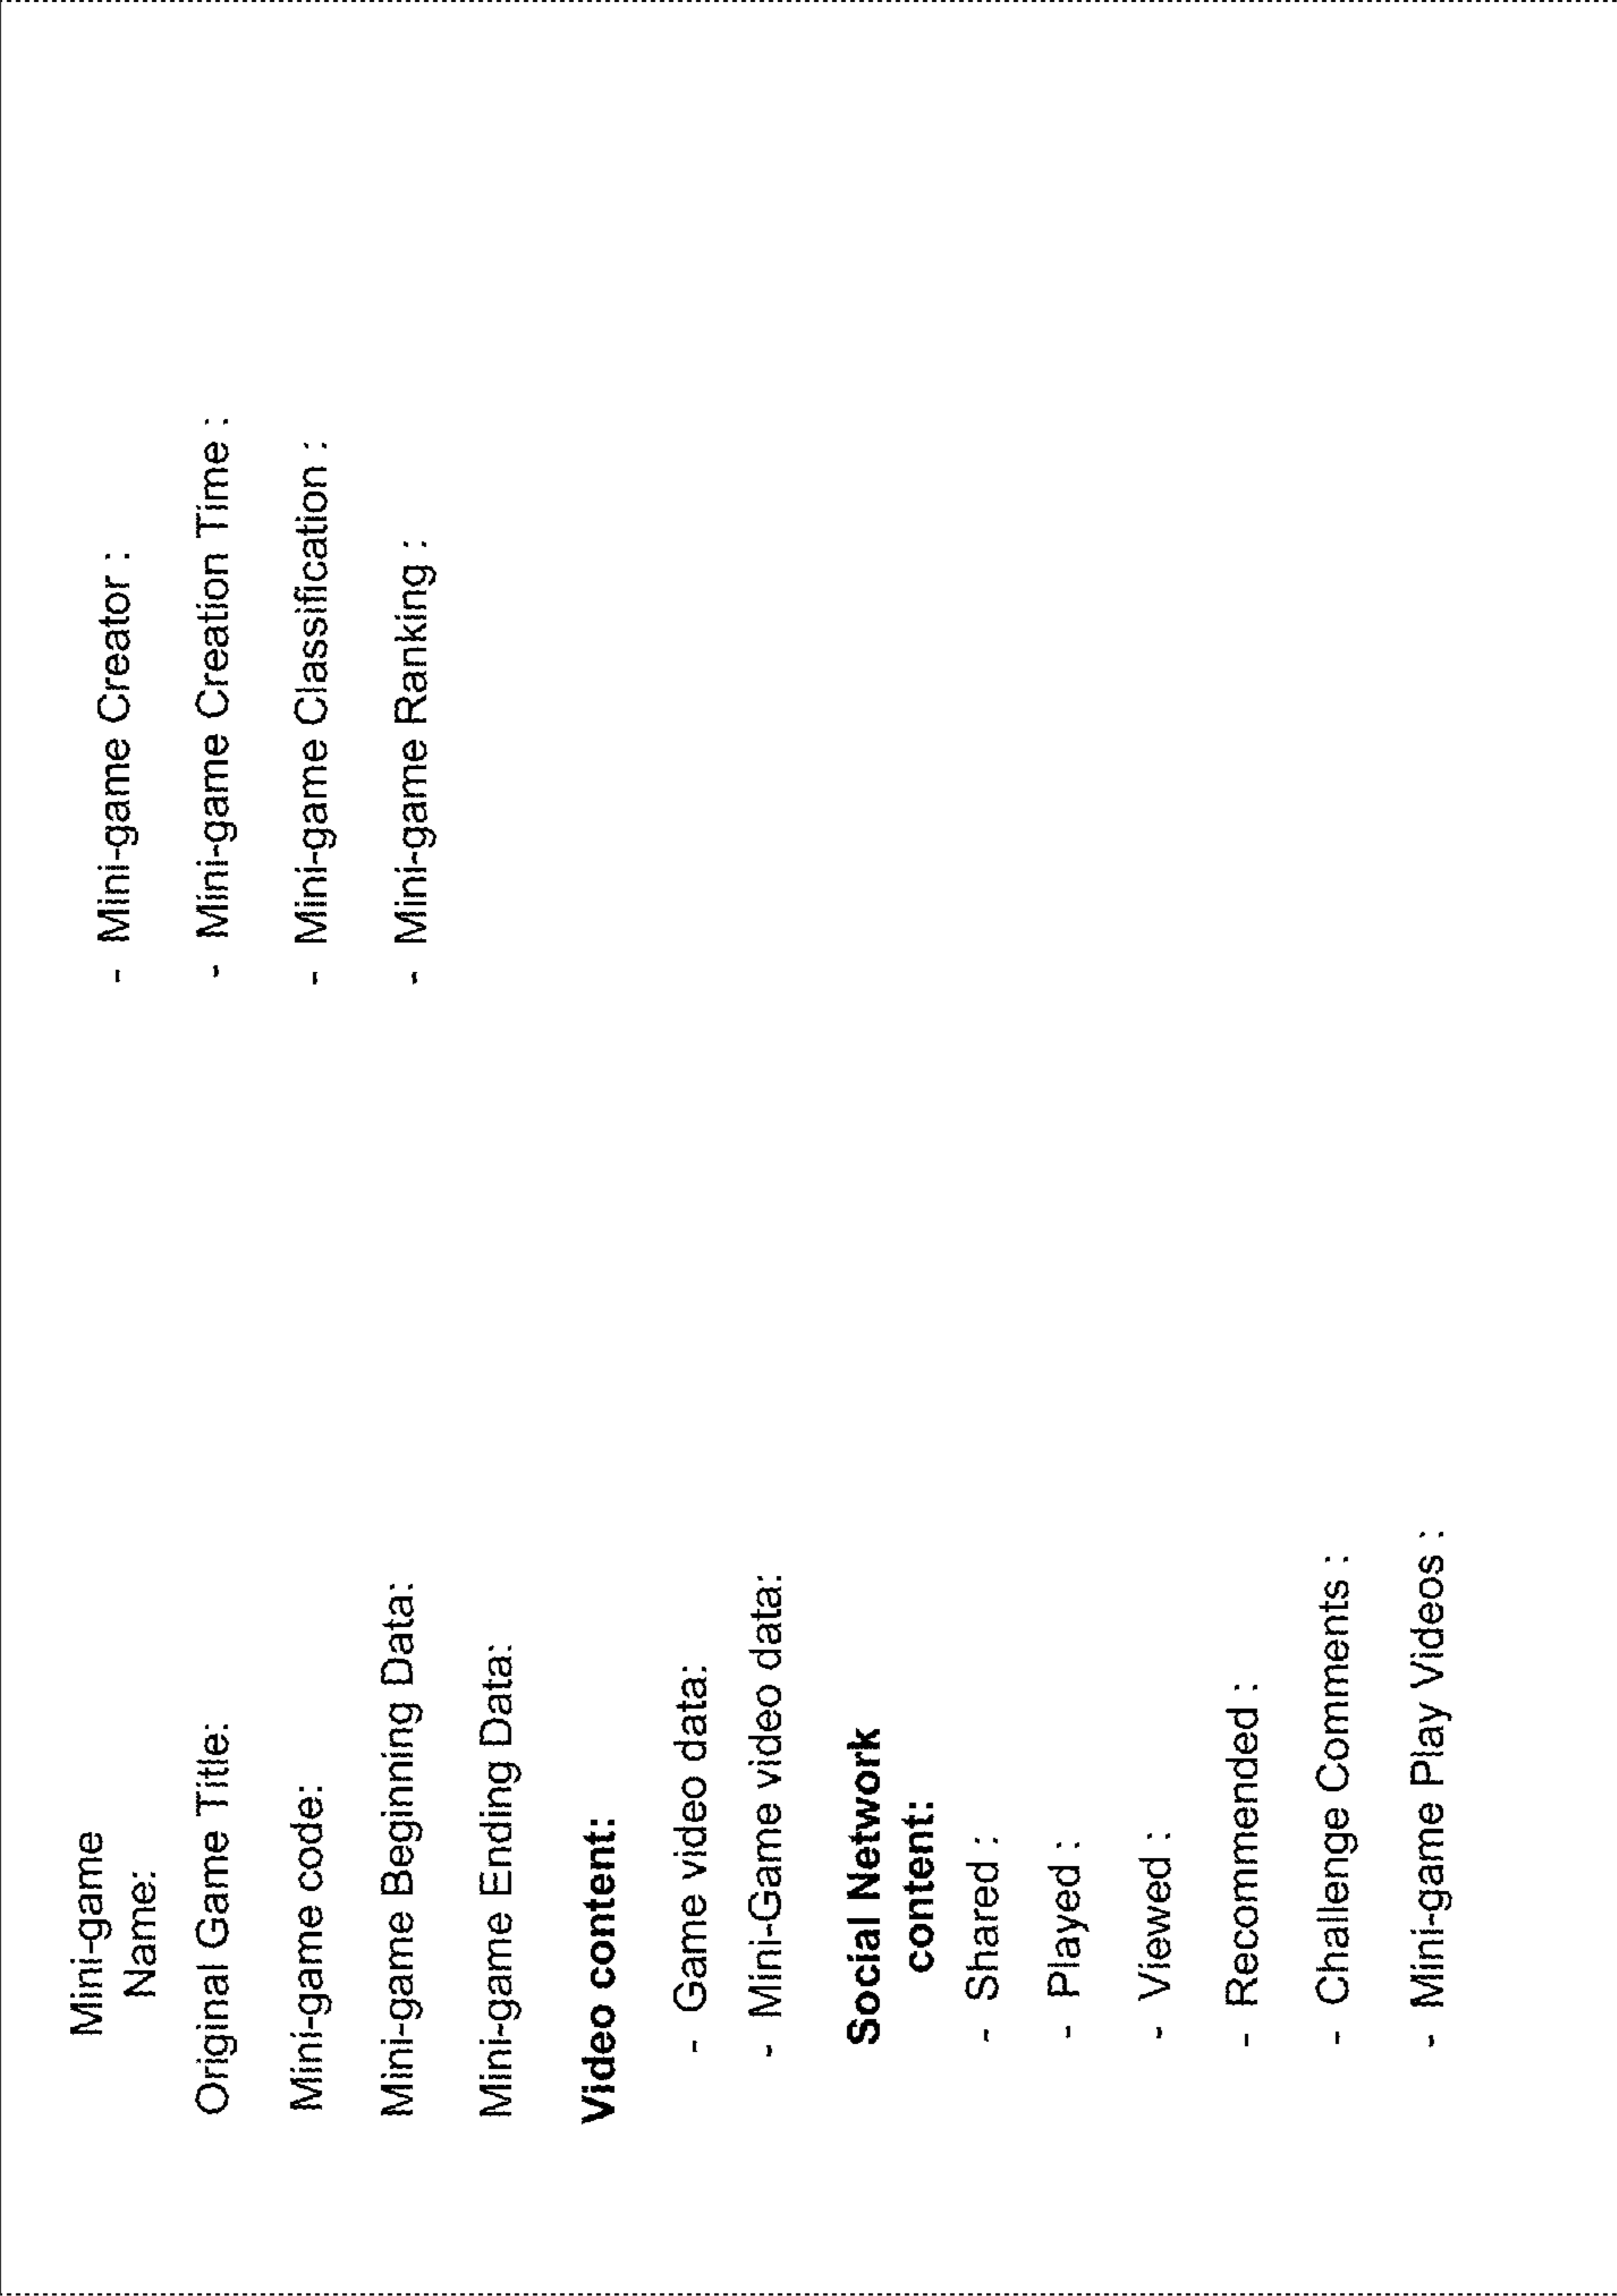 Mini-game
Name:
Original Game Title:
Mini-game code:
Mini-game Beginning Data:
Mini-game Ending Data:
Video content:
- Game video data:
- Mini-Game video data:
Social Network
content:
- Shared :
- Played :
- Viewed :
- Recommended :
- Challenge Comments :
- Mini-game Play Videos :
- Mini-game Creator :
- Mini-game Creation Time :
- Mini-game Classification :
- Mini-game Ranking :